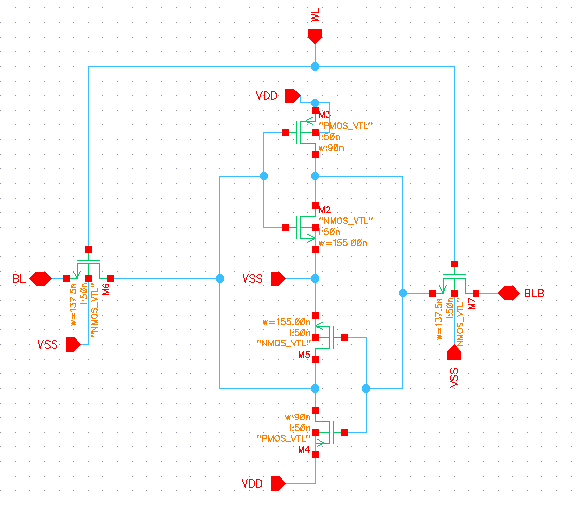 WL
VDD
M3
"PMOS_VTL"
l:50n
w:90n
M2
"NMOS_VTL"
l:50n
w=155.00n
BL
w=137.5n
l:50n
"NMOS_VTL"
M6
VSS
VSS
w=137.5n
l:50n
"NMOS_VTL"
M7
BLB
VSS
w=155.00n
l:50n
"NMOS_VTL"
M5
w:90n
l:50n
"PMOS_VTL"
M4
VDD